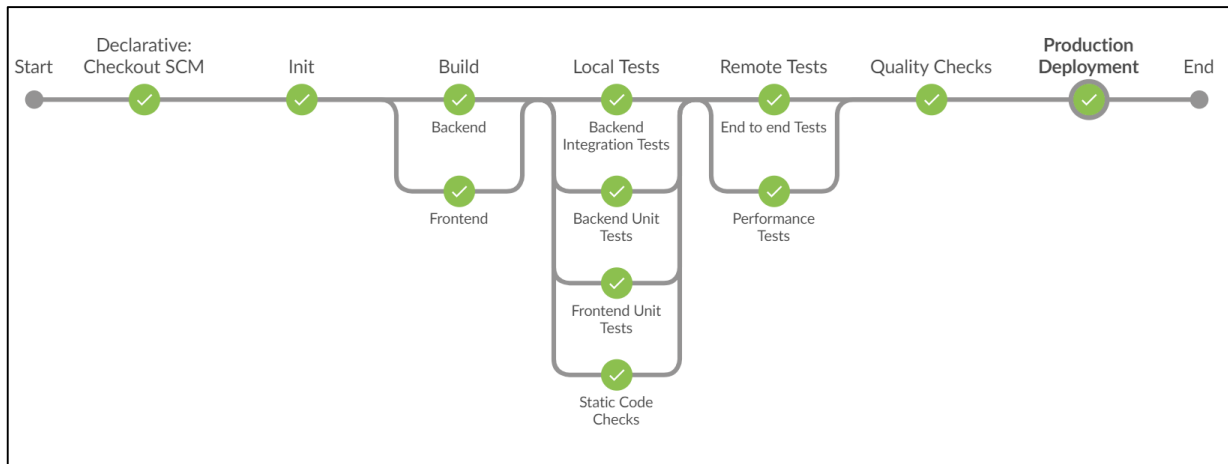 Start
Declarative:
Checkout SCM
Init
Build
Local Tests
Remote Tests
Quality Checks
Production
Deployment
End
Backend
Backend
Integration Tests
End to end Tests
Frontend
Backend Unit
Tests
Performance
Tests
Frontend Unit
Tests
Static Code
Checks